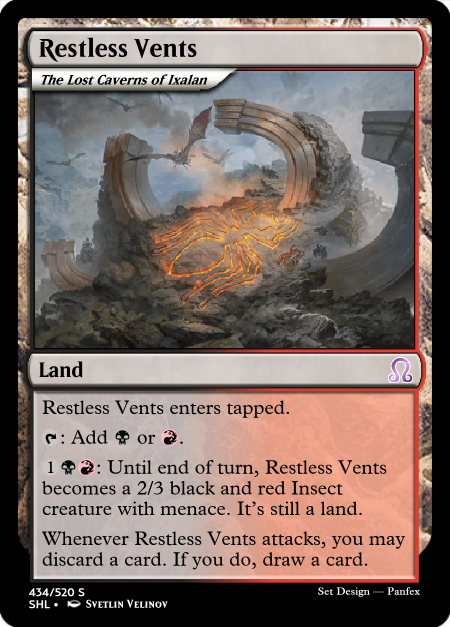 Restless Vents
The Lost Caverns of Ixalan
Land
Restless Vents enters tapped.
: Add or .
1 : Until end of turn, Restless Vents
becomes a 2/3 black and red Insect
creature with menace. It's still a land.
Whenever Restless Vents attacks, you may
discard a card. If you do, draw a card.
434/520 S
Set Design — Panfex
SHL • Svetlin Velinov